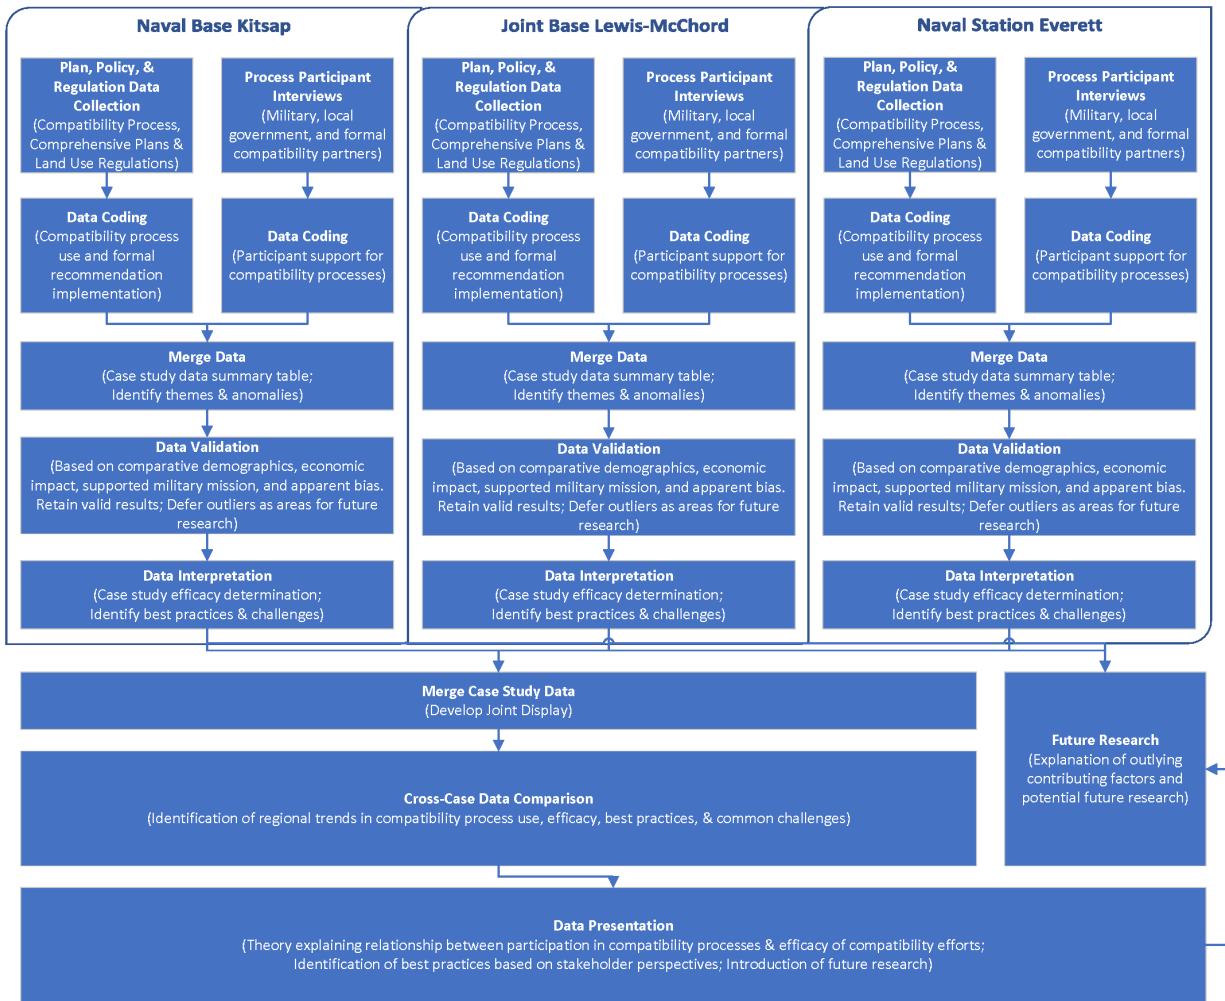 Naval Base Kitsap
Plan, Policy, &
Regulation Data
Collection
(Compatibility Process,
Comprehensive Plans &
Land Use Regulations)
Process Participant
Interviews
(Military, local
government, and formal
compatibility partners)
Data Coding
(Compatibility process
use and formal
recommendation
implementation)
Data Coding
(Participant support for
compatibility processes)
Merge Data
(Case study data summary table;
Identify themes & anomalies)
Data Validation
(Based on comparative demographics, economic
impact, supported military mission, and apparent bias.
Retain valid results; Defer outliers as areas for future
research)
Data Interpretation
(Case study efficacy determination;
Identify best practices & challenges)
Joint Base Lewis-McChord
Plan, Policy, &
Regulation Data
Collection
(Compatibility Process,
Comprehensive Plans &
Land Use Regulations)
Process Participant
Interviews
(Military, local
government, and formal
compatibility partners)
Data Coding
(Compatibility process
use and formal
recommendation
implementation)
Data Coding
(Participant support for
compatibility processes)
Merge Data
(Case study data summary table;
Identify themes & anomalies)
Data Validation
(Based on comparative demographics, economic
impact, supported military mission, and apparent bias.
Retain valid results; Defer outliers as areas for future
research)
Data Interpretation
(Case study efficacy determination;
Identify best practices & challenges)
Naval Station Everett
Plan, Policy, &
Regulation Data
Collection
(Compatibility Process,
Comprehensive Plans &
Land Use Regulations)
Process Participant
Interviews
(Military, local
government, and formal
compatibility partners)
Data Coding
(Compatibility process
use and formal
recommendation
implementation)
Data Coding
(Participant support for
compatibility processes)
Merge Data
(Case study data summary table;
Identify themes & anomalies)
Data Validation
(Based on comparative demographics, economic
impact, supported military mission, and apparent bias.
Retain valid results; Defer outliers as areas for future
research)
Data Interpretation
(Case study efficacy determination;
Identify best practices & challenges)
Merge Case Study Data
(Develop Joint Display)
Cross-Case Data Comparison
(Identification of regional trends in compatibility process use, efficacy, best practices, & common challenges)
Future Research
(Explanation of outlying
contributing factors and
potential future research)
Data Presentation
(Theory explaining relationship between participation in compatibility processes & efficacy of compatibility efforts;
Identification of best practices based on stakeholder perspectives; Introduction of future research)